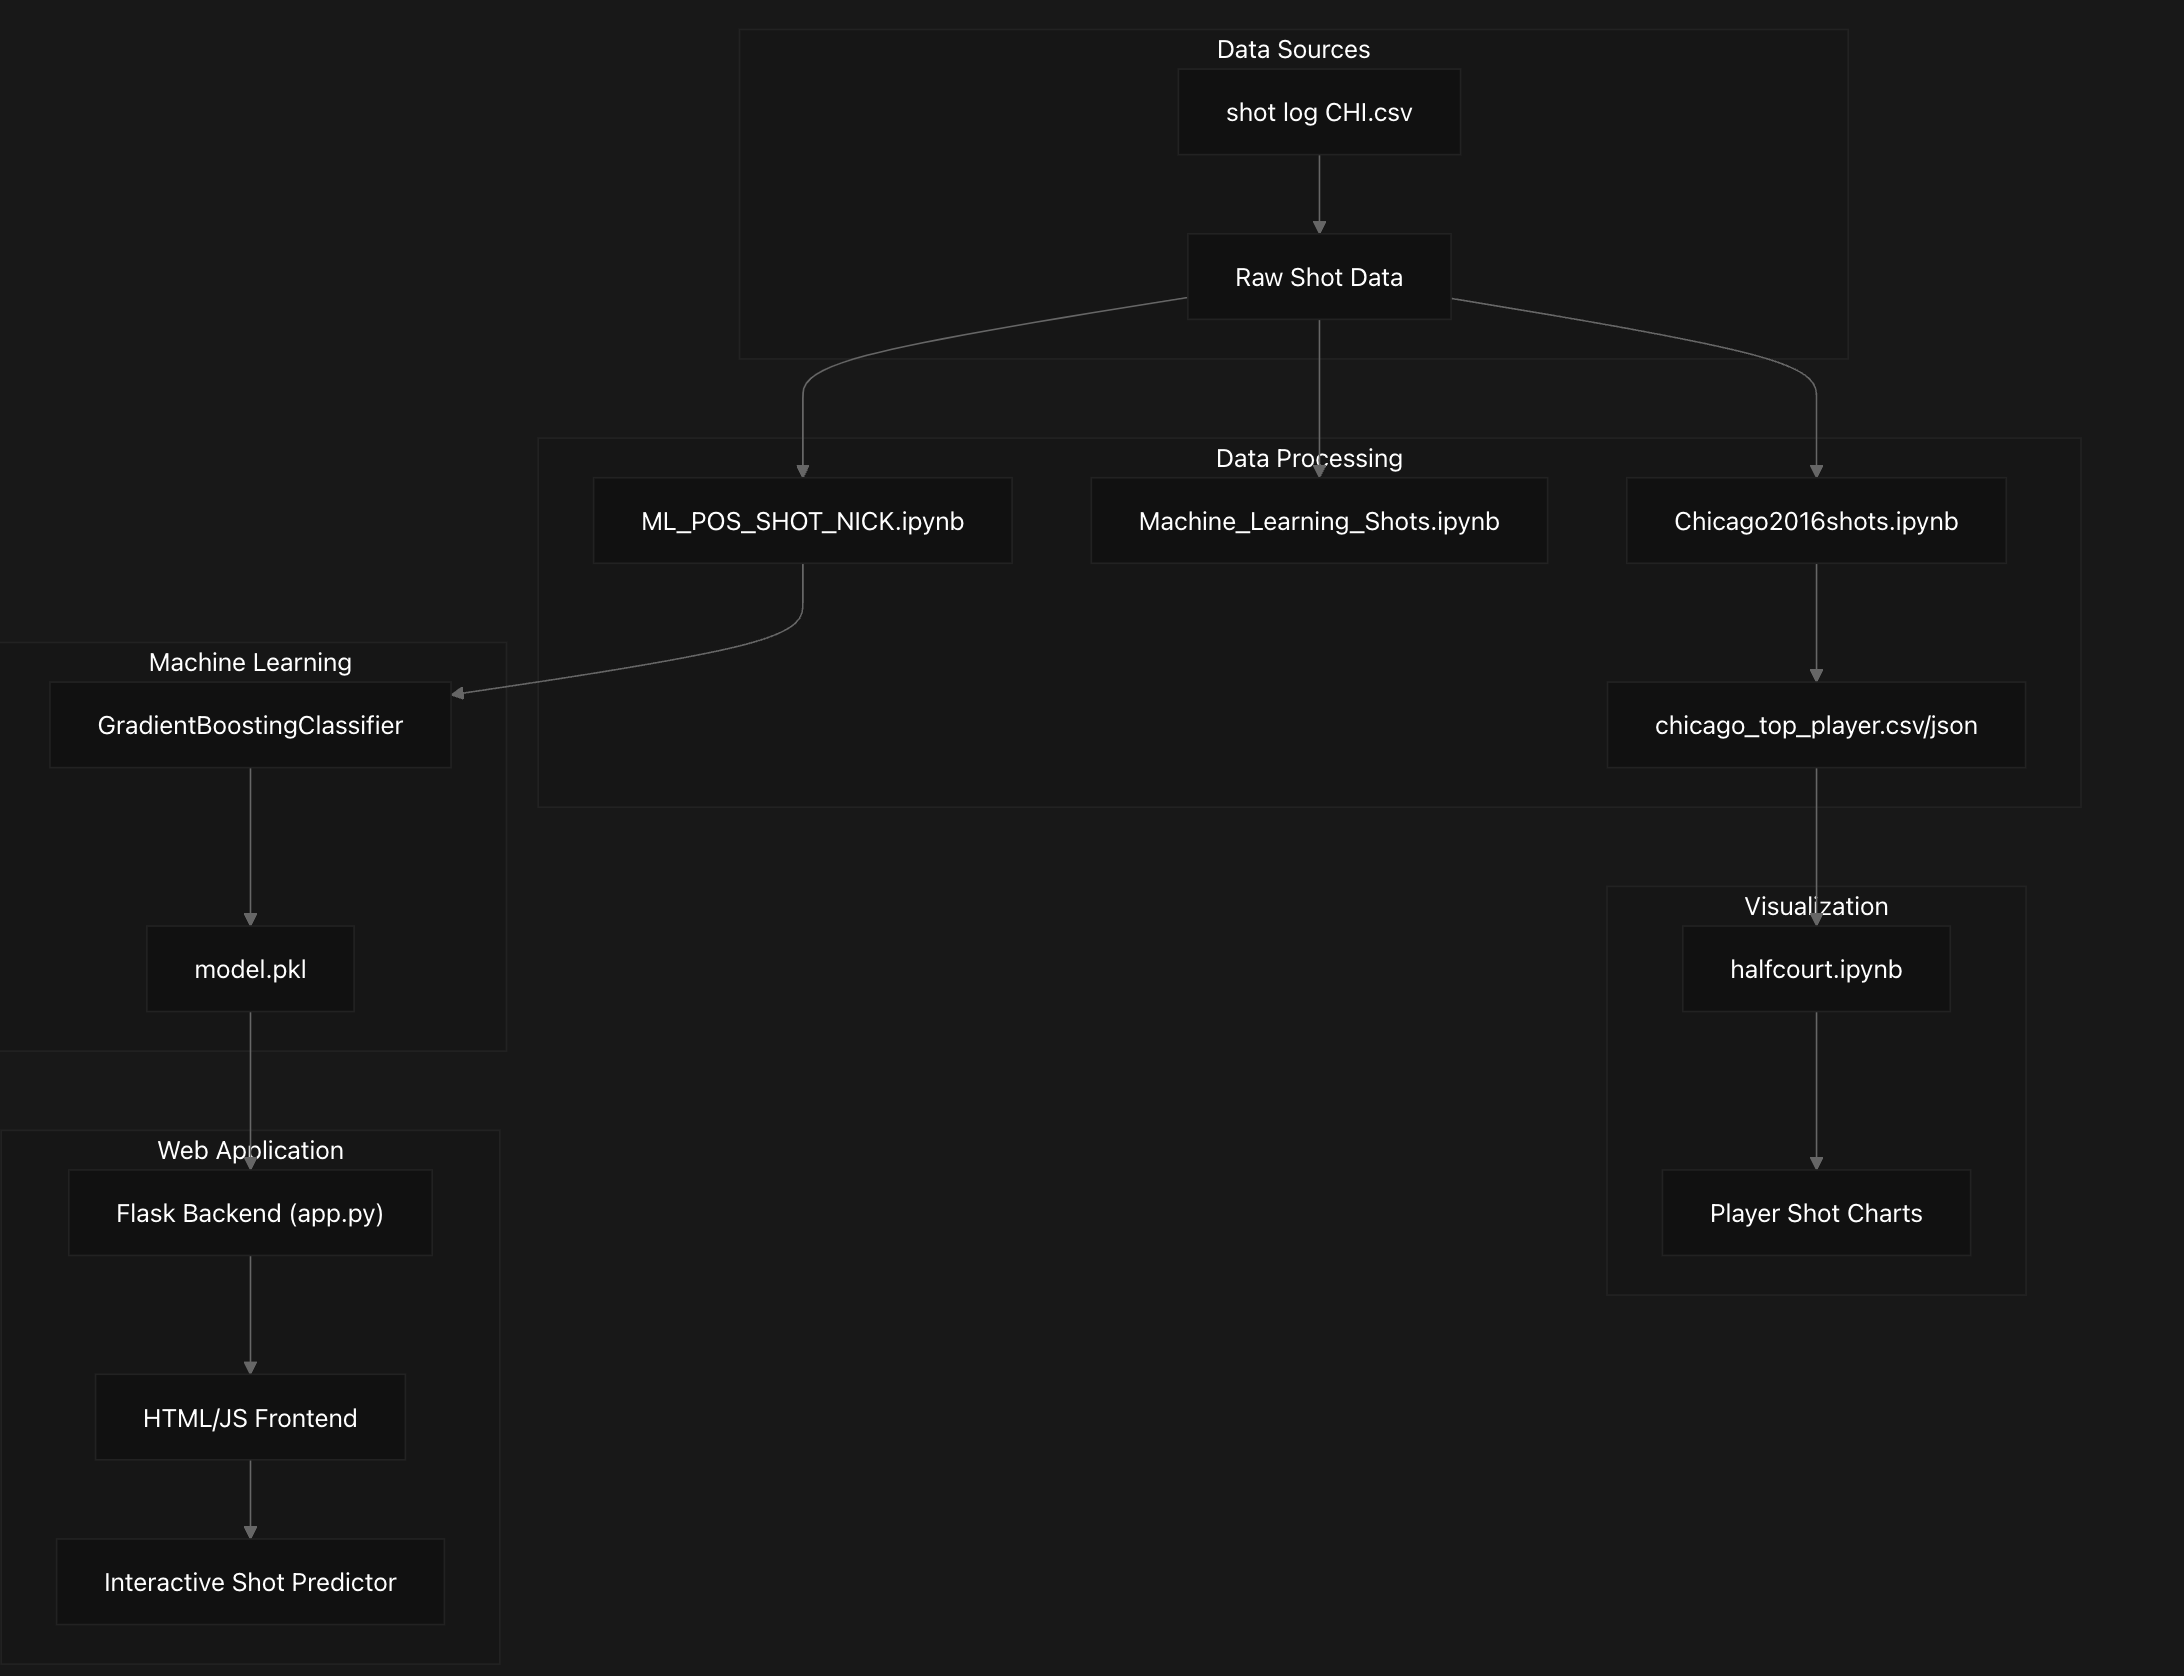 Data Sources
shot log CHI.csv
Raw Shot Data
Data Processing
ML_POS_SHOT_NICK.ipynb
Machine_Learning_Shots.ipynb
Chicago2016shots.ipynb
Machine Learning
GradientBoostingClassifier
chicago_top_player.csv/json
Visualization
model.pkl
halfcourt.ipynb
Web Application
Flask Backend (app.py)
Player Shot Charts
HTML/JS Frontend
Interactive Shot Predictor